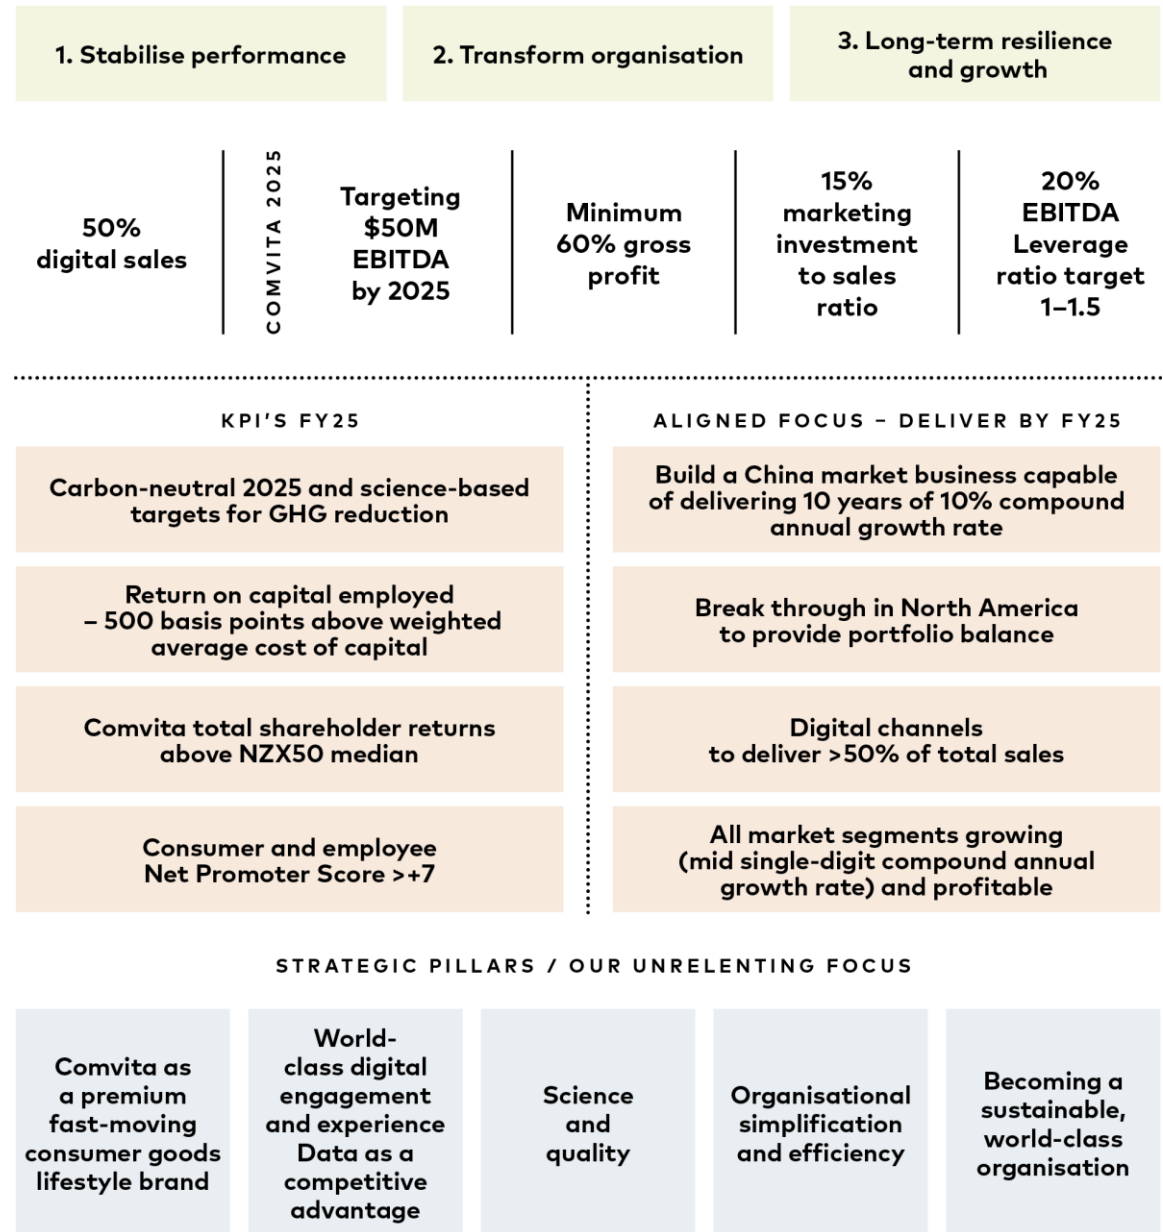 1. Stabilise performance
2. Transform organisation
3. Long-term resilience
and growth
50%
digital sales
COMVITA 2025
Targeting
$50M
EBITDA
by 2025
Minimum
60% gross
profit
15%
marketing
investment
to sales
ratio
20%
EBITDA
Leverage
ratio target
1–1.5
KPI'S FY25
Carbon-neutral 2025 and science-based
targets for GHG reduction
Return on capital employed
– 500 basis points above weighted
average cost of capital
Comvita total shareholder returns
above NZX50 median
Consumer and employee
Net Promoter Score >+7
ALIGNED FOCUS – DELIVER BY FY25
Build a China market business capable
of delivering 10 years of 10% compound
annual growth rate
Break through in North America
to provide portfolio balance
Digital channels
to deliver >50% of total sales
All market segments growing
(mid single-digit compound annual
growth rate) and profitable
STRATEGIC PILLARS / OUR UNRELENTING FOCUS
Comvita as
a premium
fast-moving
consumer goods
lifestyle brand
World-
class digital
engagement
and experience
Data as a
competitive
advantage
Science
and
quality
Organisational
simplification
and efficiency
Becoming a
sustainable,
world-class
organisation